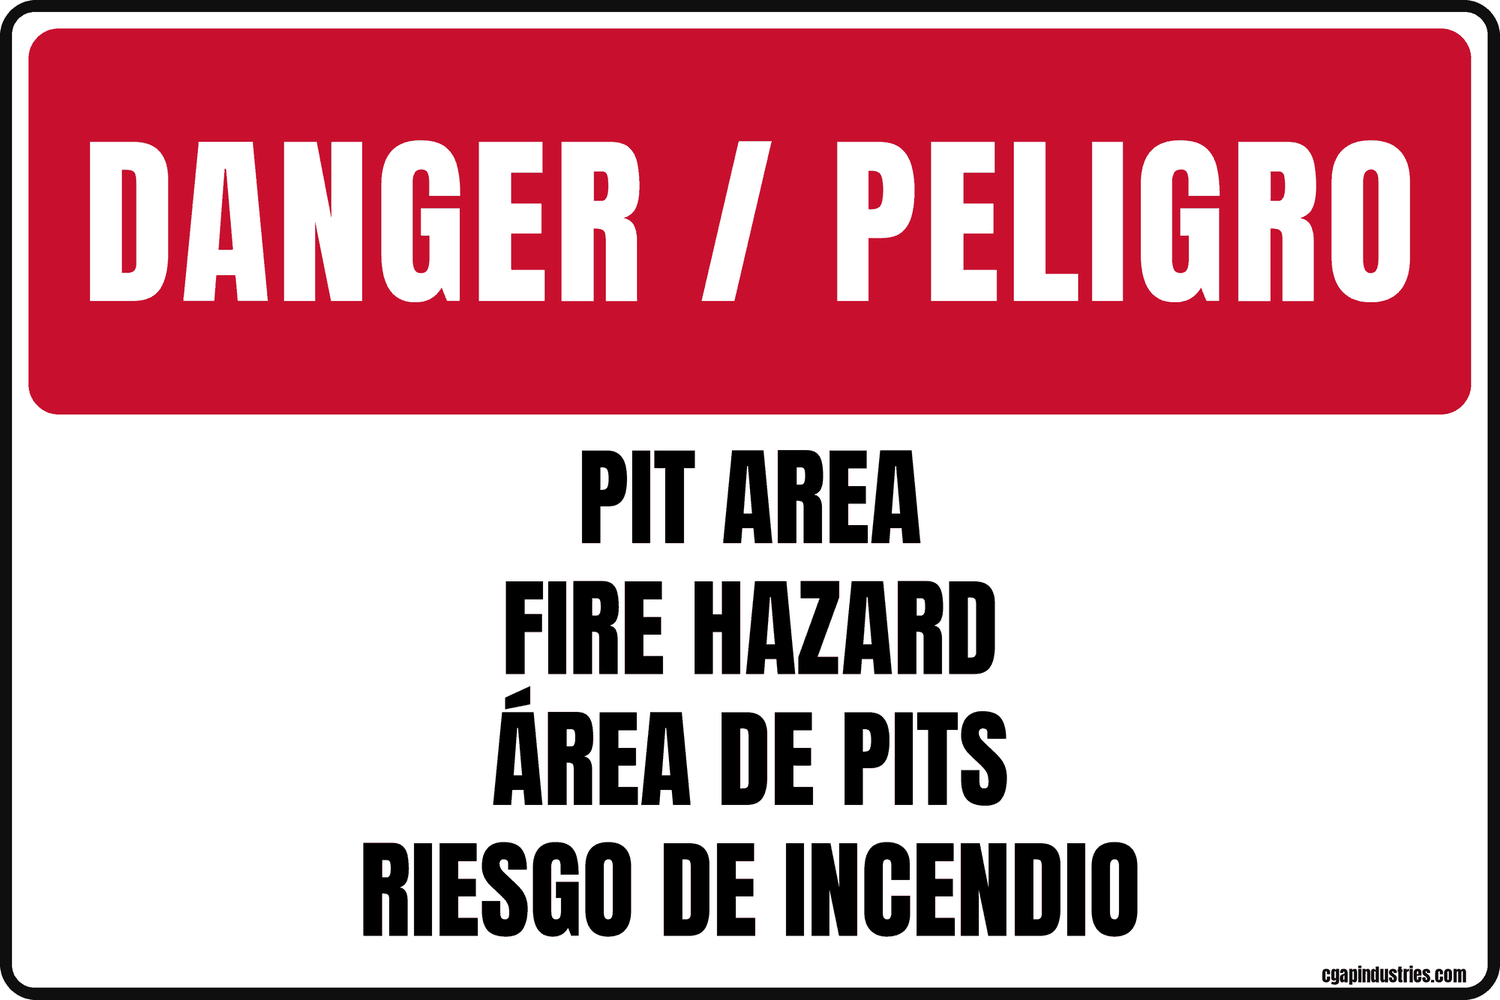 DANGER / PELIGRO
PIT AREA
FIRE HAZARD
ÁREA DE PITS
RIESGO DE INCENDIO
cgapindustries.com